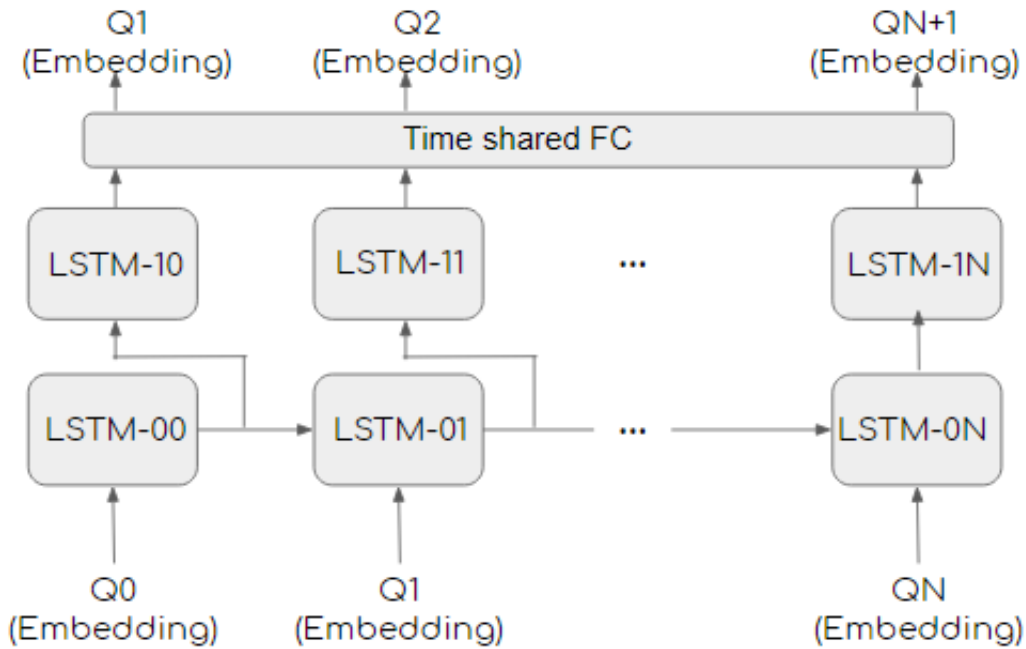 Q1
(Embedding)
Q2
(Embedding)
QN+1
(Embedding)
Time shared FC
LSTM-10
LSTM-11
...
LSTM-1N
LSTM-00
LSTM-01
...
LSTM-0N
Q0
(Embedding)
Q1
(Embedding)
QN
(Embedding)